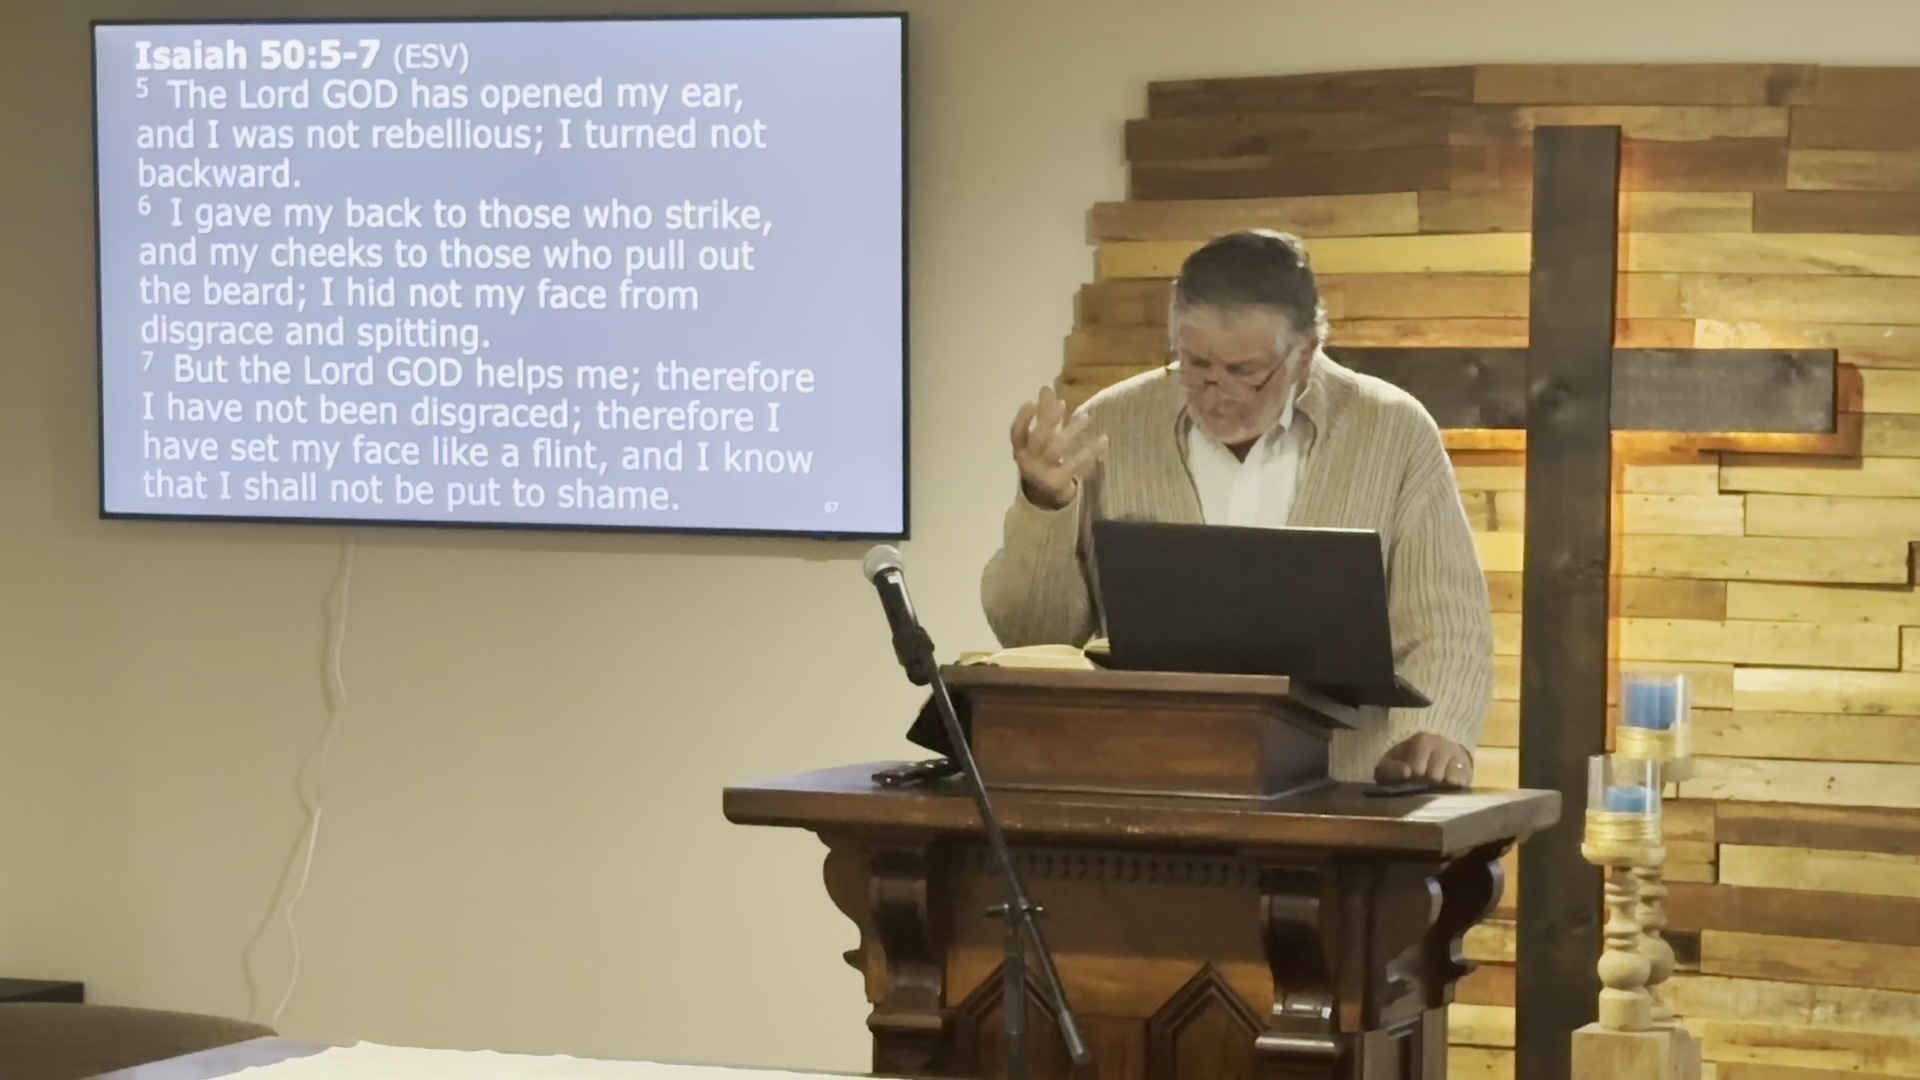 Isaiah 50:5-7 (ESV)
5 The Lord GOD has opened my ear,
and I was not rebellious; I turned not
backward.
6 I gave my back to those who strike,
and my cheeks to those who pull out
the beard; I hid not my face from
disgrace and spitting.
7 But the Lord GOD helps me; therefore
I have not been disgraced; therefore I
have set my face like a flint, and I know
that I shall not be put to shame.
67